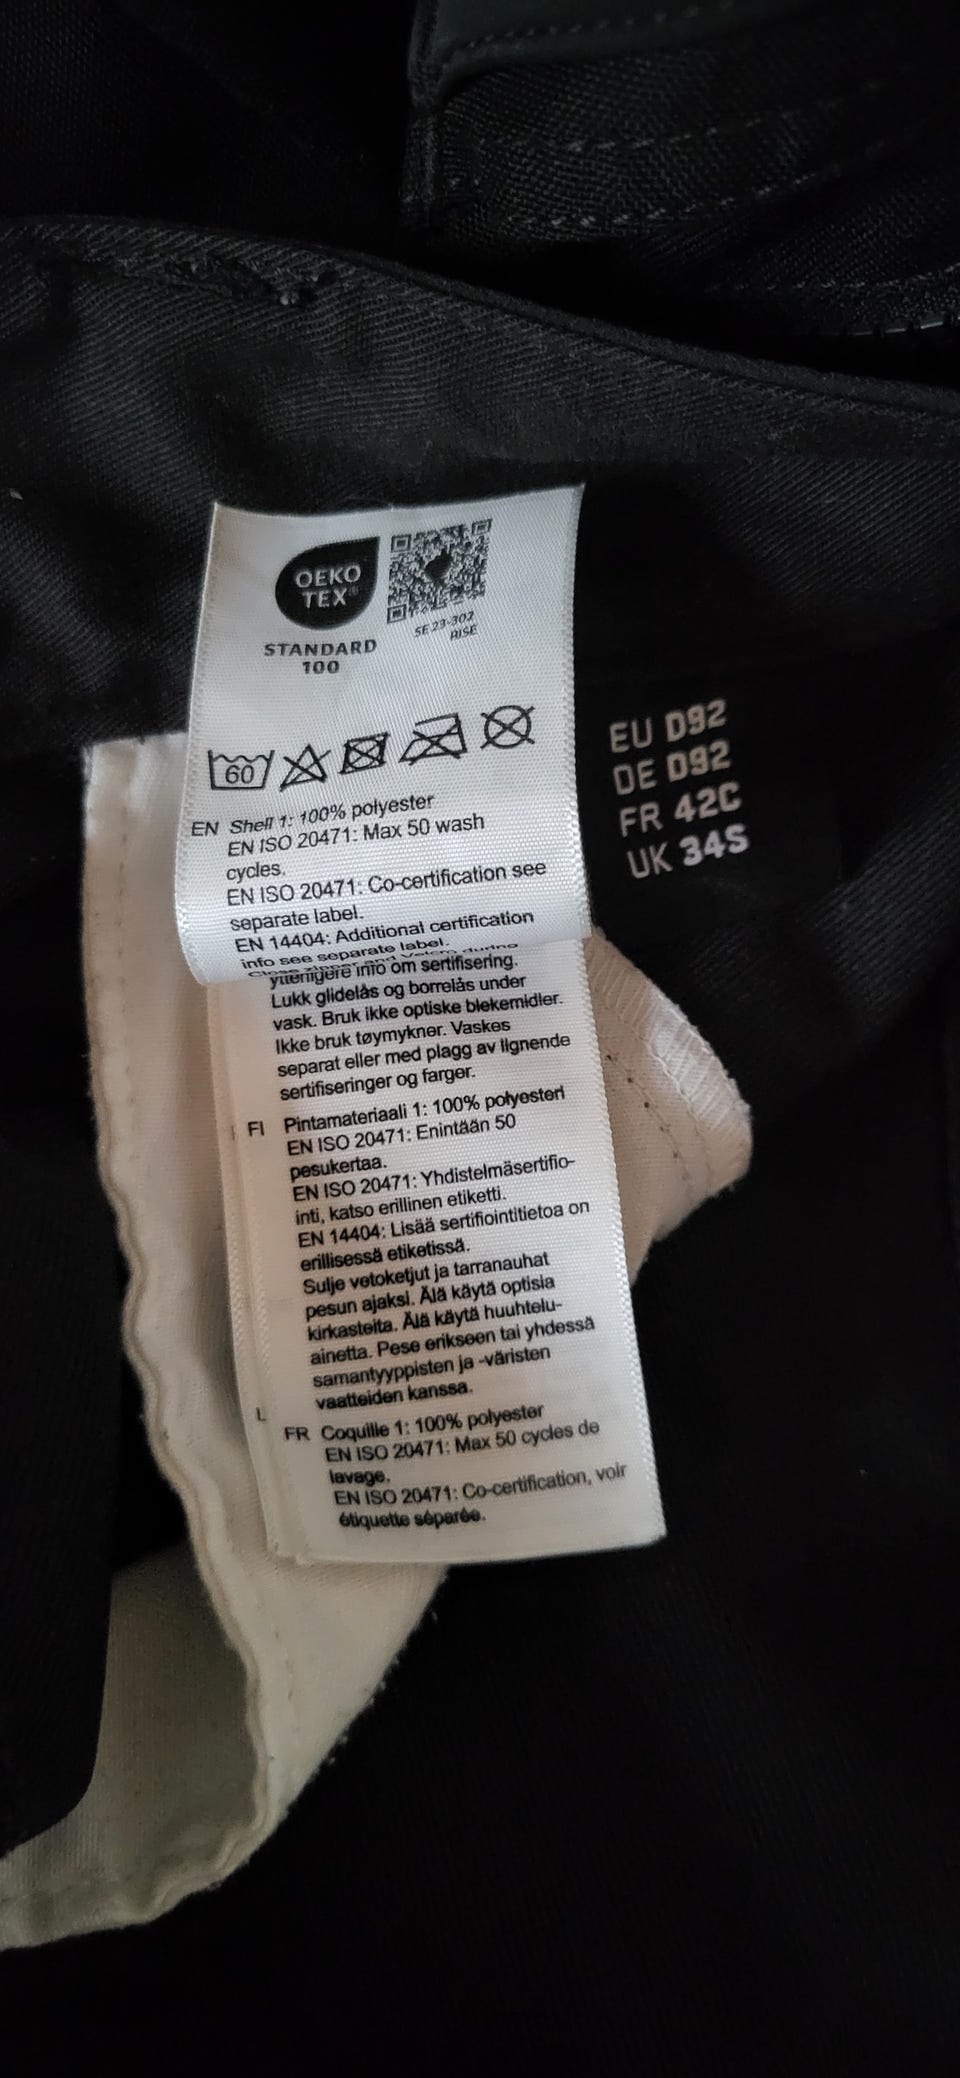 OEKO
TEX®
STANDARD
100
SE 23-302
RISE
60
EN Shell 1: 100% polyester
EN ISO 20471: Max 50 wash
cycles.
EN ISO 20471: Co-certification see
separate label.
EN 14404: Additional certification
info see separate label.
Close zipper and Velcro during
ytterligere info om sertifisering.
Lukk glidelås og borrelås under
vask. Bruk ikke optiske blekemidler.
Ikke bruk tøymykner. Vaskes
separat eller med plagg av lignende
sertifiseringer og farger.
FI Pintamateriaali 1: 100% polyesteri
EN ISO 20471: Enintään 50
pesukertaa.
EN ISO 20471: Yhdistelmäsertifio-
inti, katso erillinen etiketti.
EN 14404: Lisää sertifiointitietoa on
erillisessä etiketissä.
Sulje vetoketjut ja tarranauhat
pesun ajaksi. Älä käytä optisia
kirkasteita. Älä käytä huuhtelu-
ainetta. Pese erikseen tai yhdessä
samantyyppisten ja -väristen
vaatteiden kanssa.
L
FR Coquille 1: 100% polyester
EN ISO 20471: Max 50 cycles de
lavage.
EN ISO 20471: Co-certification, voir
étiquette séparée.
EU D92
DE D92
FR 42C
UK 34S